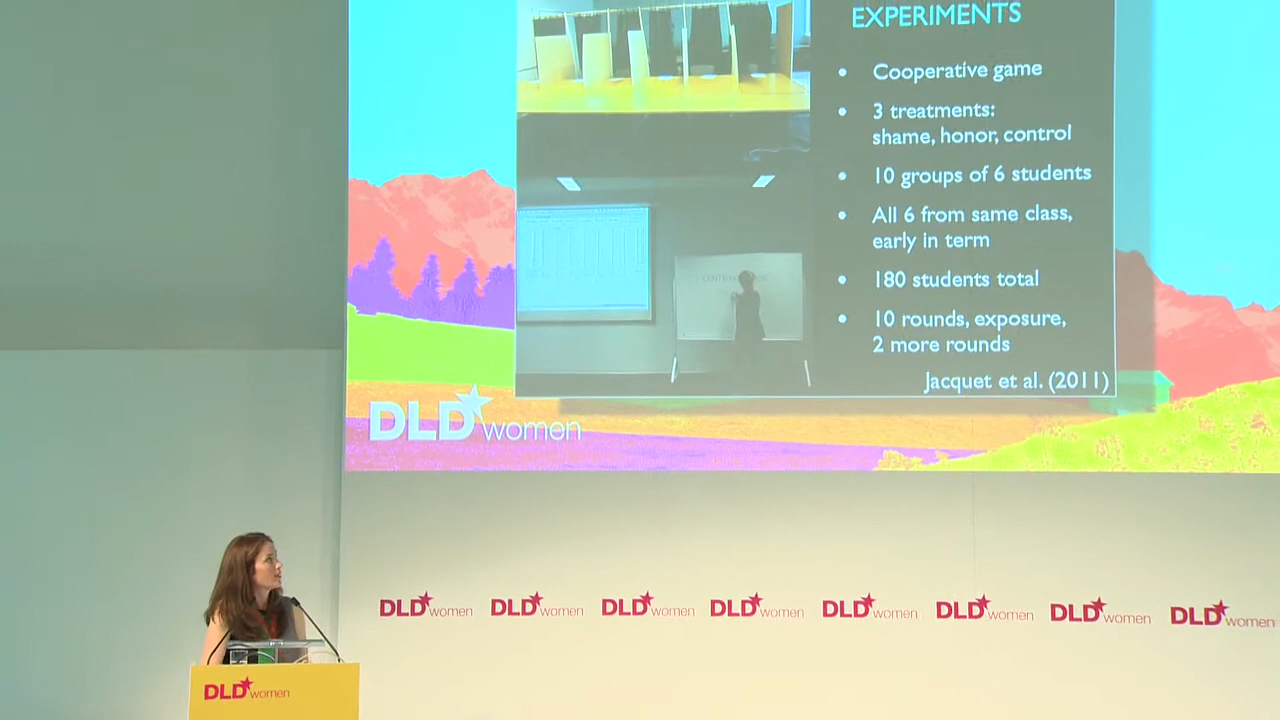 EXPERIMENTS
• Cooperative game
• 3 treatments:
shame, honor, control
• 10 groups of 6 students
• All 6 from same class,
early in term
• 180 students total
• 10 rounds, exposure,
2 more rounds
Jacquet et al. (2011)
DLD women
DLD women
DLD women
DLD women
DLD women
DLD women
DLD women
DLD women
DLD women
DLD women